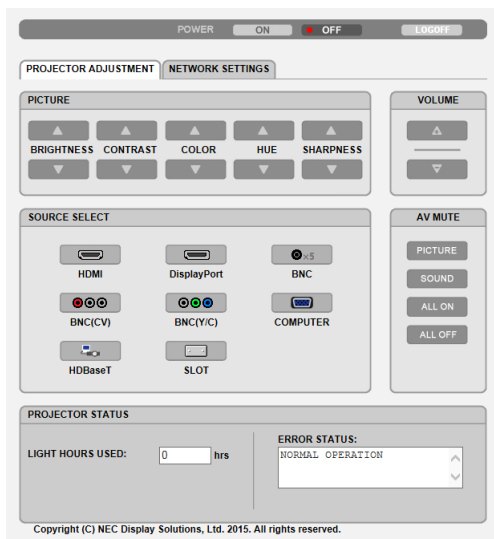 POWER ON OFF LOGOFF
PROJECTOR ADJUSTMENT NETWORK SETTINGS
PICTURE
BRIGHTNESS CONTRAST COLOR HUE SHARPNESS
VOLUME
SOURCE SELECT
HDMI DisplayPort ×5 BNC
BNC(CV) BNC(Y/C) COMPUTER
HDBaseT SLOT
AV MUTE
PICTURE
SOUND
ALL ON
ALL OFF
PROJECTOR STATUS
LIGHT HOURS USED: 0 hrs
ERROR STATUS:
NORMAL OPERATION
Copyright (C) NEC Display Solutions, Ltd. 2015. All rights reserved.